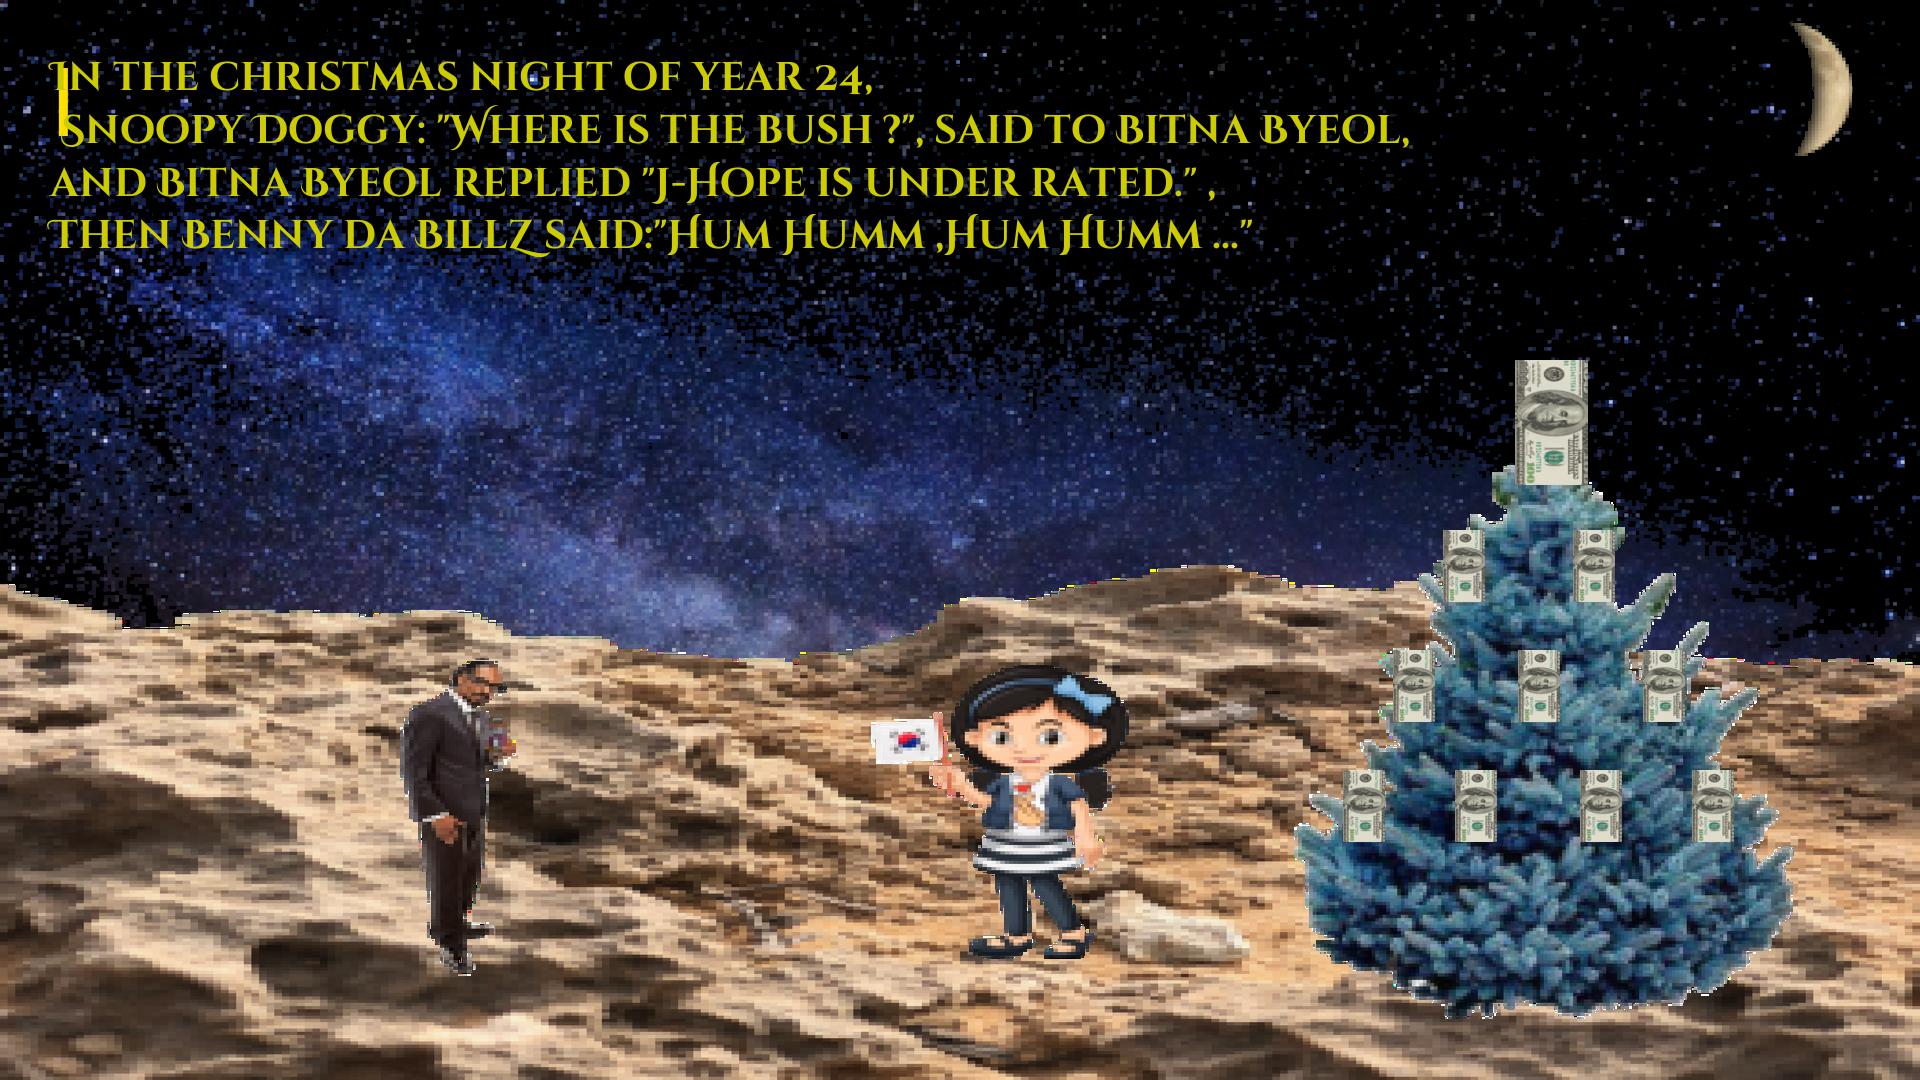 In the Christmas night of year 24,
Snoopy Doggy: "Where is the bush ?", said to Bitna Byeol,
and Bitna Byeol replied "J-Hope is under rated." ,
Then Benny da BillZ said:"Hum Humm ,Hum Humm ..."